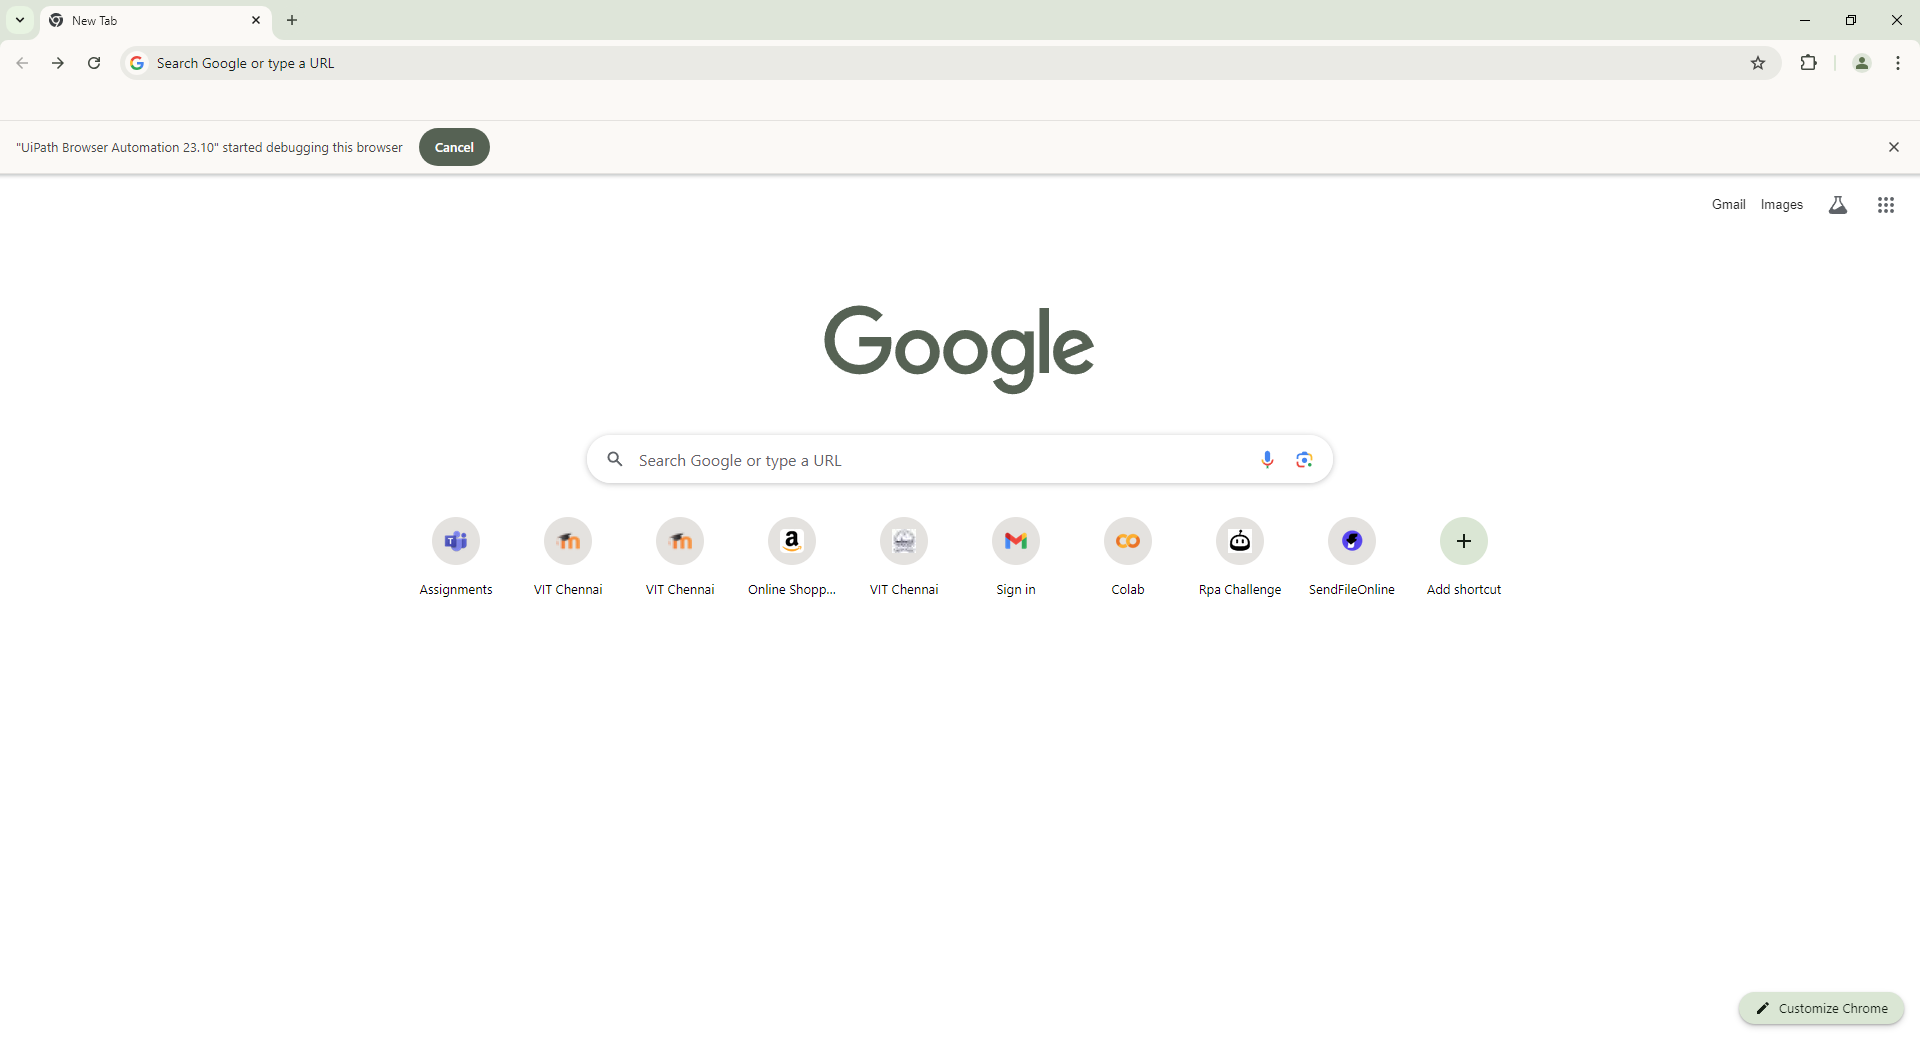 New Tab
Search Google or type a URL
"UiPath Browser Automation 23.10" started debugging this browser
Cancel
Gmail
Images
Google
Search Google or type a URL
Assignments
VIT Chennai
VIT Chennai
Online Shopp...
VIT Chennai
Sign in
Colab
Rpa Challenge
SendFileOnline
Add shortcut
Customize Chrome